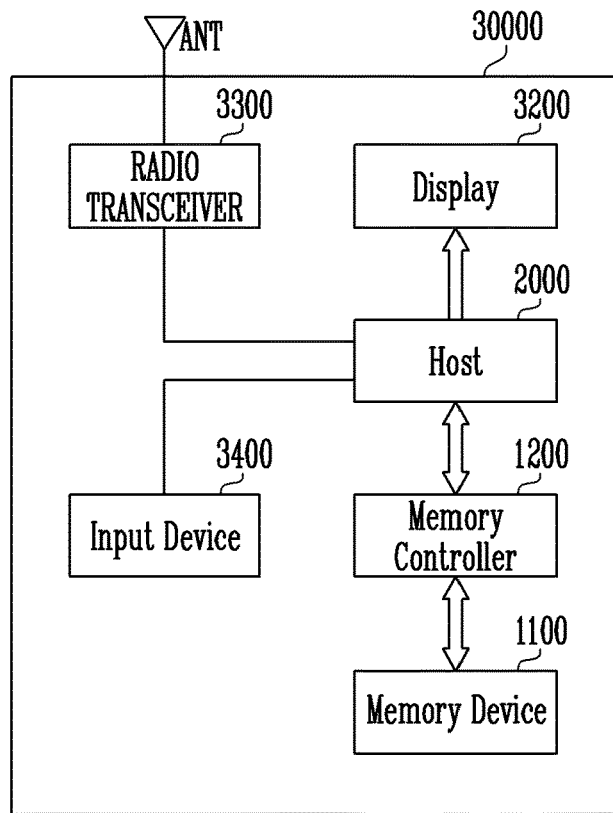 ANT
30000
3300
RADIO
TRANSCEIVER
3200
Display
2000
Host
3400
Input Device
1200
Memory
Controller
1100
Memory Device